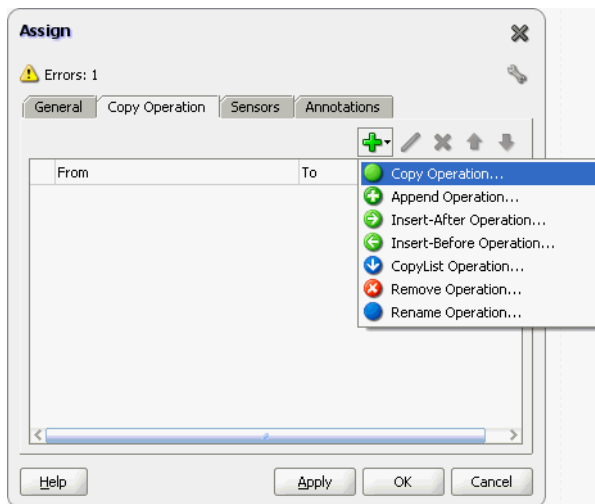 Assign
Errors: 1
General Copy Operation Sensors Annotations
From To
Copy Operation...
Append Operation...
Insert-After Operation...
Insert-Before Operation...
CopyList Operation...
Remove Operation...
Rename Operation...
Help Apply OK Cancel